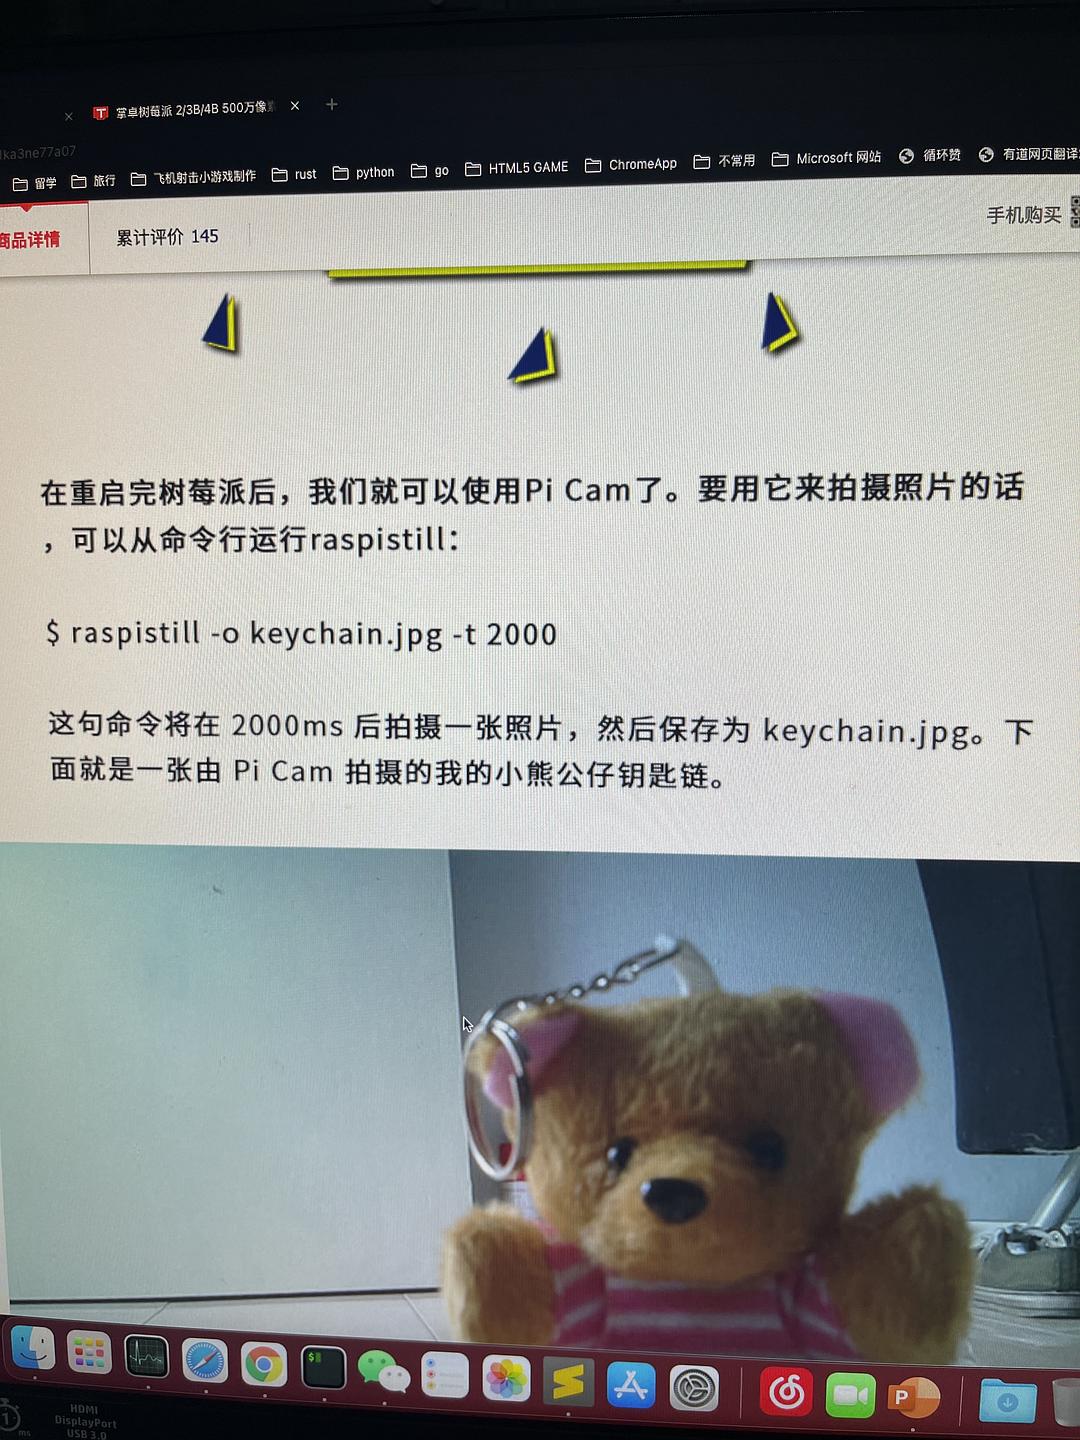 掌卓树莓派 2/3B/4B 500万像素
lka3ne77a07
留学 旅行 飞机射击小游戏制作 rust python go HTML5 GAME ChromeApp 不常用 Microsoft 网站 循环赞 有道网页翻译
商品详情 累计评价 145 手机购买
在重启完树莓派后，我们就可以使用Pi Cam了。要用它来拍摄照片的话
，可以从命令行运行raspistill：
$ raspistill -o keychain.jpg -t 2000
这句命令将在 2000ms 后拍摄一张照片，然后保存为 keychain.jpg。下
面就是一张由 Pi Cam 拍摄的我的小熊公仔钥匙链。
HDMI
DisplayPort
USB 3.0
1
ms